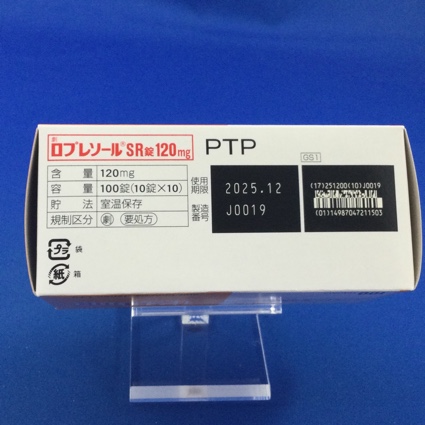 劇
ロプレソール®SR錠120mg PTP
含 量 120mg
容 量 100錠(10錠×10)
貯 法 室温保存
規制区分 劇 要処方
使用
期限 2025.12
製造
番号 J0019
GS1
(17)251200(10)J0019
(01)14987047211503
プラ 袋
紙 箱